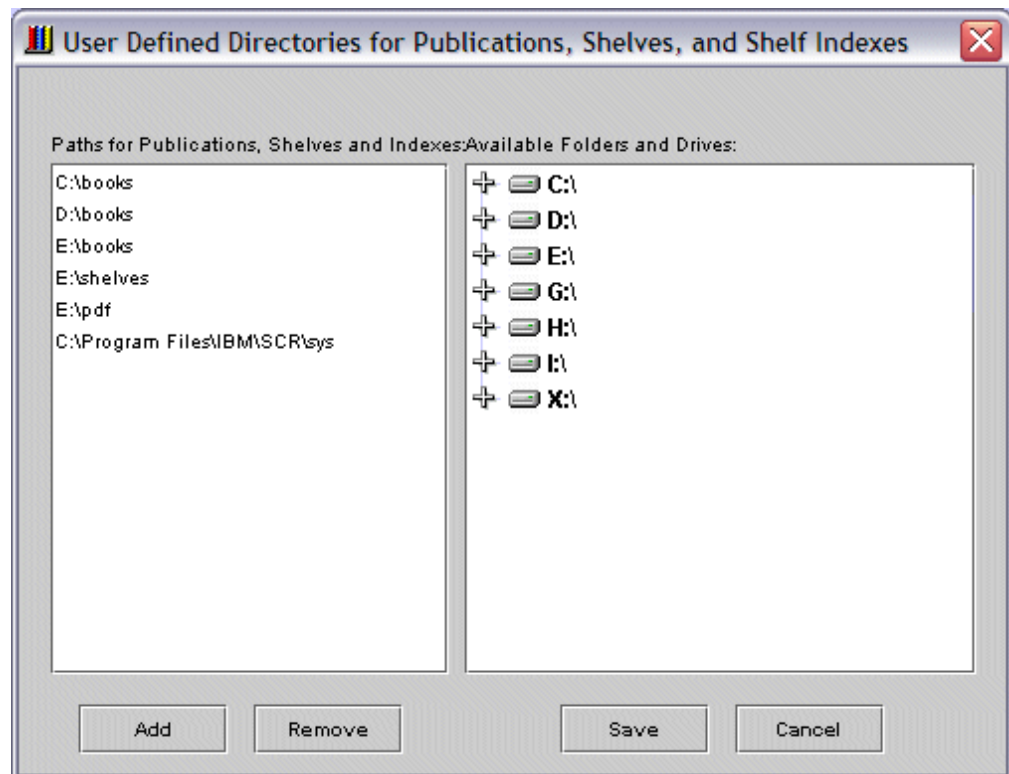 User Defined Directories for Publications, Shelves, and Shelf Indexes
Paths for Publications, Shelves and Indexes:
Available Folders and Drives:
C:\books
D:\books
E:\books
E:\shelves
E:\pdf
C:\Program Files\IBM\SCR\sys
C:\
D:\
E:\
G:\
H:\
I:\
X:\
Add
Remove
Save
Cancel